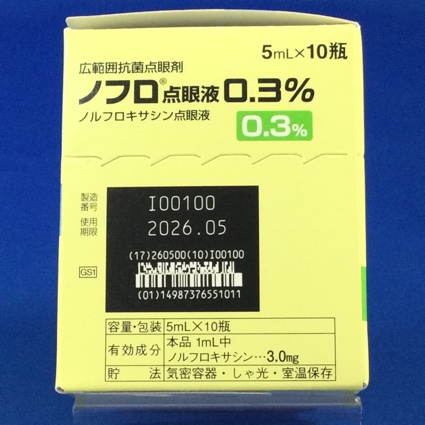 5mL×10瓶
広範囲抗菌点眼剤
ノフロ®点眼液0.3%
ノルフロキサシン点眼液
0.3%
製造番号 I00100
使用期限 2026.05
(17)260500(10)I00100
GS1
(01)14987376551011
容量・包装 5mL×10瓶
有効成分 本品 1mL中
ノルフロキサシン…3.0mg
貯法 気密容器・しゃ光・室温保存